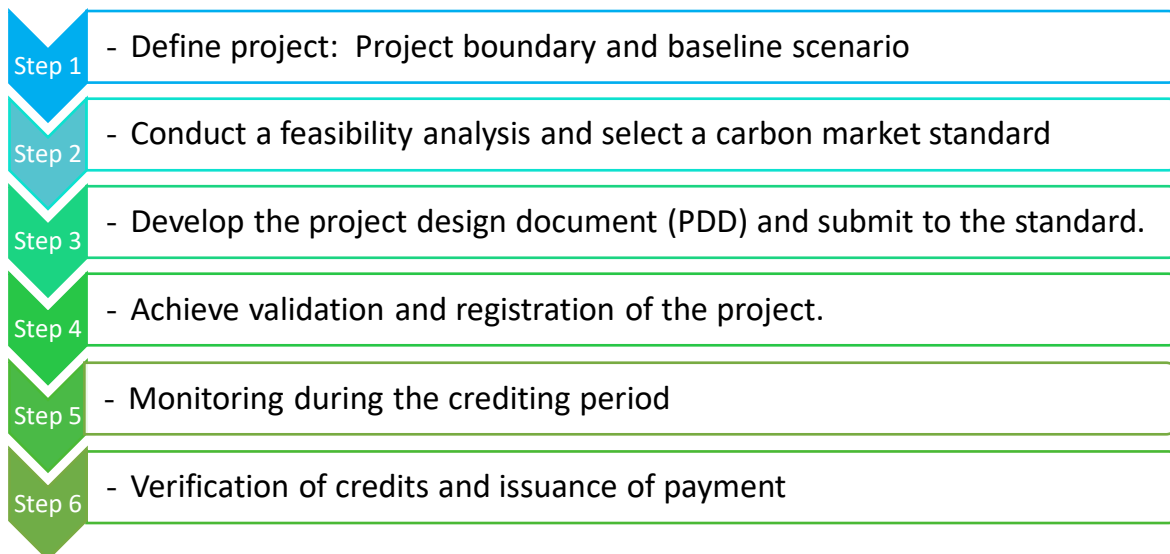 Step 1
- Define project: Project boundary and baseline scenario
Step 2
- Conduct a feasibility analysis and select a carbon market standard
Step 3
- Develop the project design document (PDD) and submit to the standard.
Step 4
- Achieve validation and registration of the project.
Step 5
- Monitoring during the crediting period
Step 6
- Verification of credits and issuance of payment